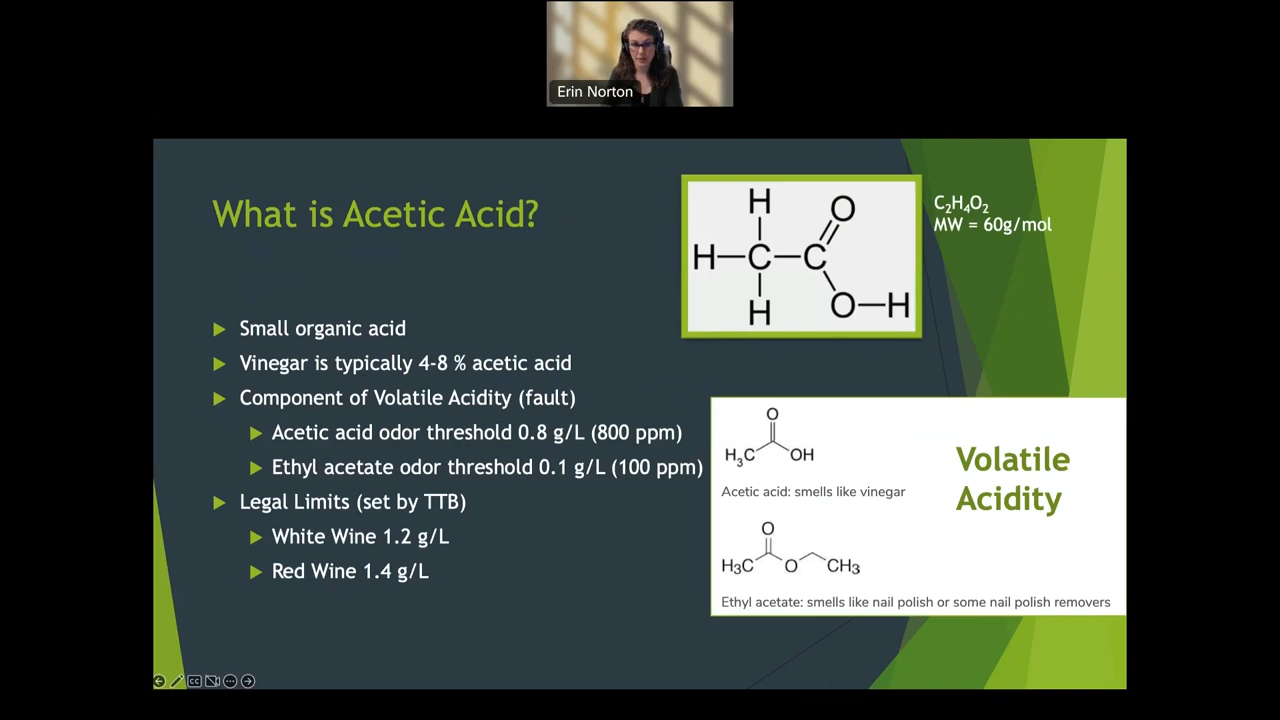 Erin Norton
What is Acetic Acid?
H
O
H C C
H
O H
C₂H₄O₂
MW = 60g/mol
Small organic acid
Vinegar is typically 4-8 % acetic acid
Component of Volatile Acidity (fault)
Acetic acid odor threshold 0.8 g/L (800 ppm)
Ethyl acetate odor threshold 0.1 g/L (100 ppm)
Legal Limits (set by TTB)
White Wine 1.2 g/L
Red Wine 1.4 g/L
O
H₃C OH
Acetic acid: smells like vinegar
O
H₃C O CH₃
Ethyl acetate: smells like nail polish or some nail polish removers
Volatile
Acidity
CC